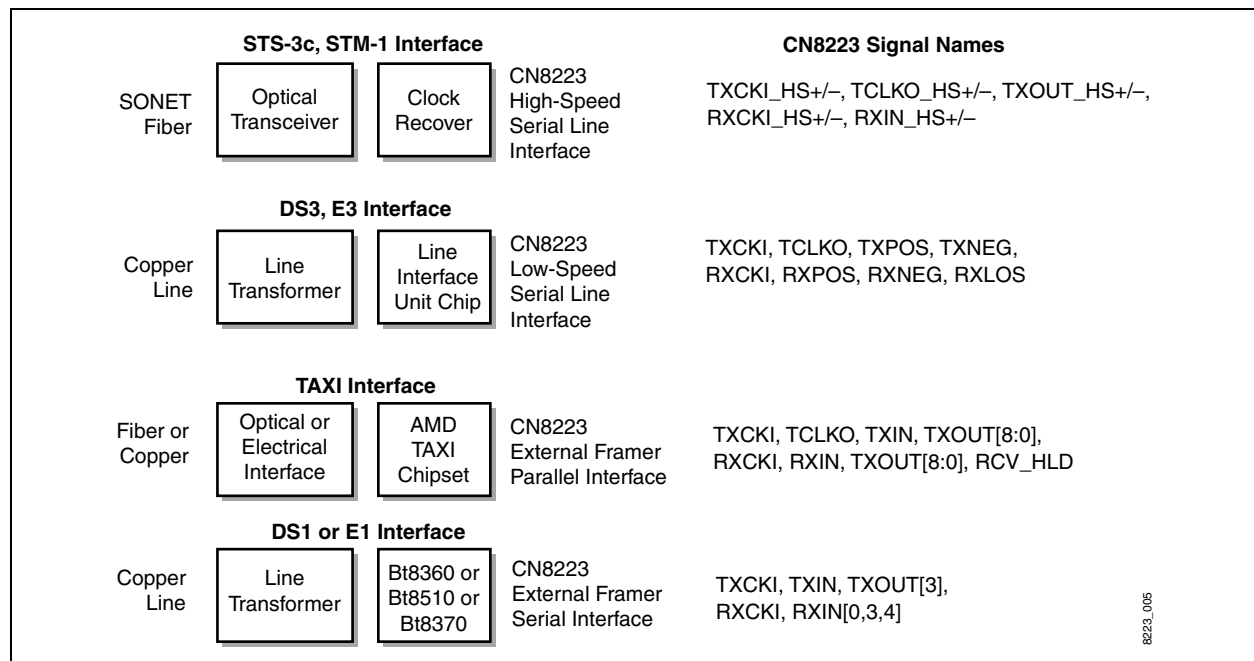 STS-3c, STM-1 Interface
CN8223 Signal Names
SONET
Fiber
Optical
Transceiver
Clock
Recover
CN8223
High-Speed
Serial Line
Interface
TXCKI_HS+/–, TCLKO_HS+/–, TXOUT_HS+/–,
RXCKI_HS+/–, RXIN_HS+/–
DS3, E3 Interface
Copper
Line
Line
Transformer
Line
Interface
Unit Chip
CN8223
Low-Speed
Serial Line
Interface
TXCKI, TCLKO, TXPOS, TXNEG,
RXCKI, RXPOS, RXNEG, RXLOS
TAXI Interface
Fiber or
Copper
Optical or
Electrical
Interface
AMD
TAXI
Chipset
CN8223
External Framer
Parallel Interface
TXCKI, TCLKO, TXIN, TXOUT[8:0],
RXCKI, RXIN, TXOUT[8:0], RCV_HLD
DS1 or E1 Interface
Copper
Line
Line
Transformer
Bt8360 or
Bt8510 or
Bt8370
CN8223
External Framer
Serial Interface
TXCKI, TXIN, TXOUT[3],
RXCKI, RXIN[0,3,4]
8223_005